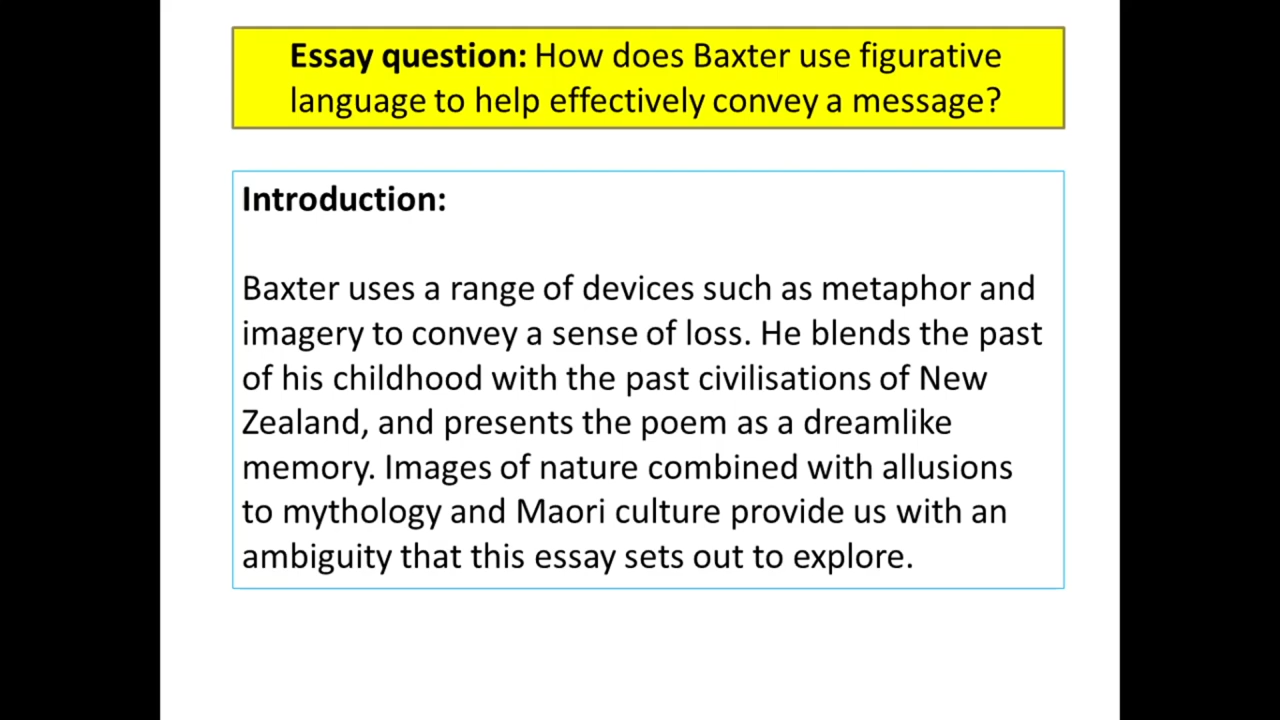 Essay question: How does Baxter use figurative
language to help effectively convey a message?
Introduction:
Baxter uses a range of devices such as metaphor and
imagery to convey a sense of loss. He blends the past
of his childhood with the past civilisations of New
Zealand, and presents the poem as a dreamlike
memory. Images of nature combined with allusions
to mythology and Maori culture provide us with an
ambiguity that this essay sets out to explore.